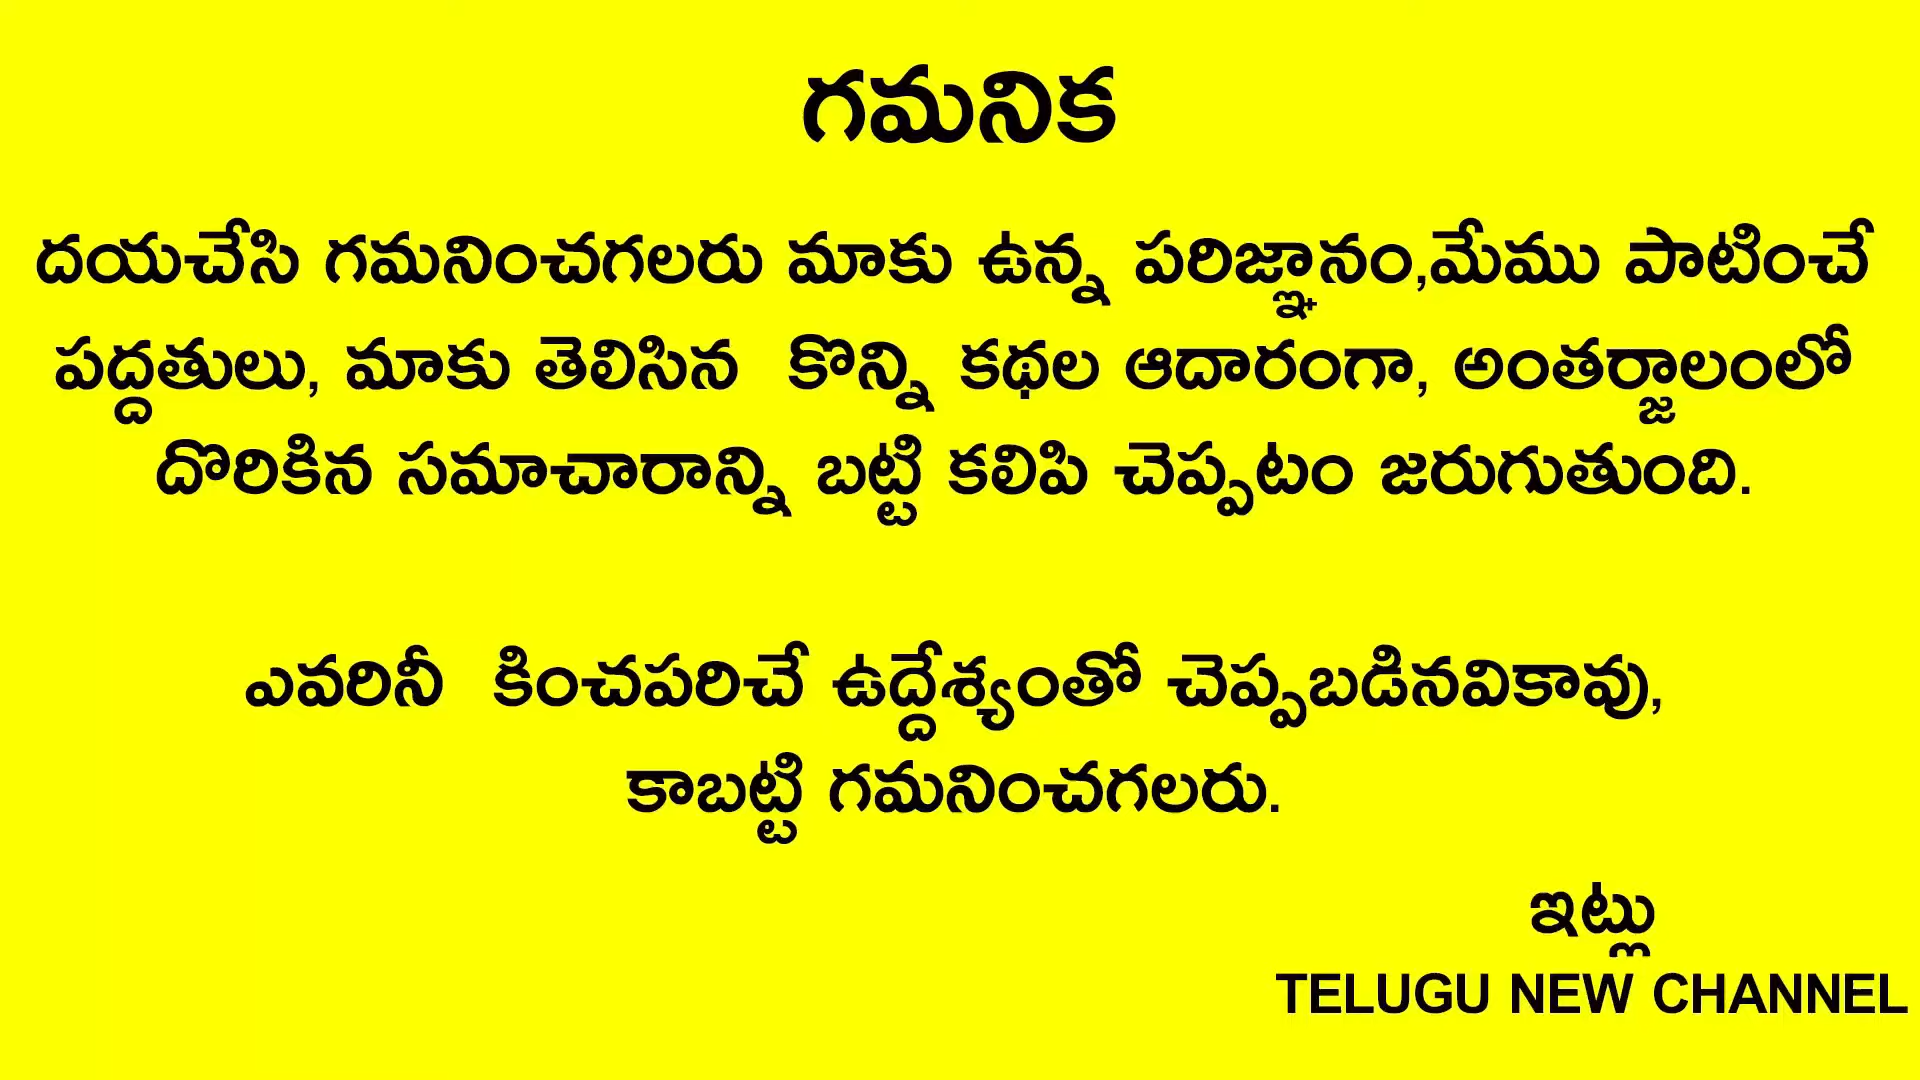 గమనిక
దయచేసి గమనించగలరు మాకు ఉన్న పరిజ్ఞానం,మేము పాటించే
పద్దతులు, మాకు తెలిసిన కొన్ని కథల ఆదారంగా, అంతర్జాలంలో
దొరికిన సమాచారాన్ని బట్టి కలిపి చెప్పటం జరుగుతుంది.
ఎవరినీ కించపరిచే ఉద్దేశ్యంతో చెప్పబడినవికావు,
కాబట్టి గమనించగలరు.
ఇట్లు
TELUGU NEW CHANNEL